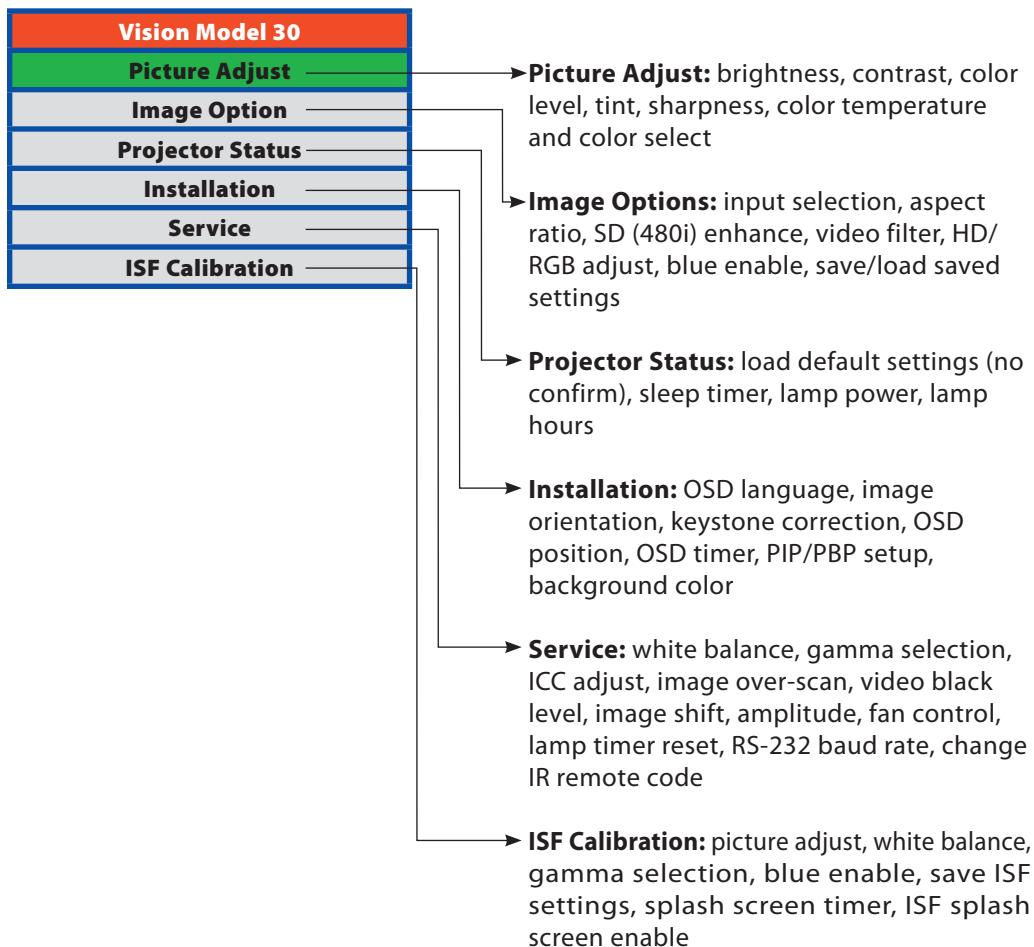 Vision Model 30
Picture Adjust
Image Option
Projector Status
Installation
Service
ISF Calibration
Picture Adjust: brightness, contrast, color
level, tint, sharpness, color temperature
and color select
Image Options: input selection, aspect
ratio, SD (480i) enhance, video filter, HD/
RGB adjust, blue enable, save/load saved
settings
Projector Status: load default settings (no
confirm), sleep timer, lamp power, lamp
hours
Installation: OSD language, image
orientation, keystone correction, OSD
position, OSD timer, PIP/PBP setup,
background color
Service: white balance, gamma selection,
ICC adjust, image over-scan, video black
level, image shift, amplitude, fan control,
lamp timer reset, RS-232 baud rate, change
IR remote code
ISF Calibration: picture adjust, white balance,
gamma selection, blue enable, save ISF
settings, splash screen timer, ISF splash
screen enable